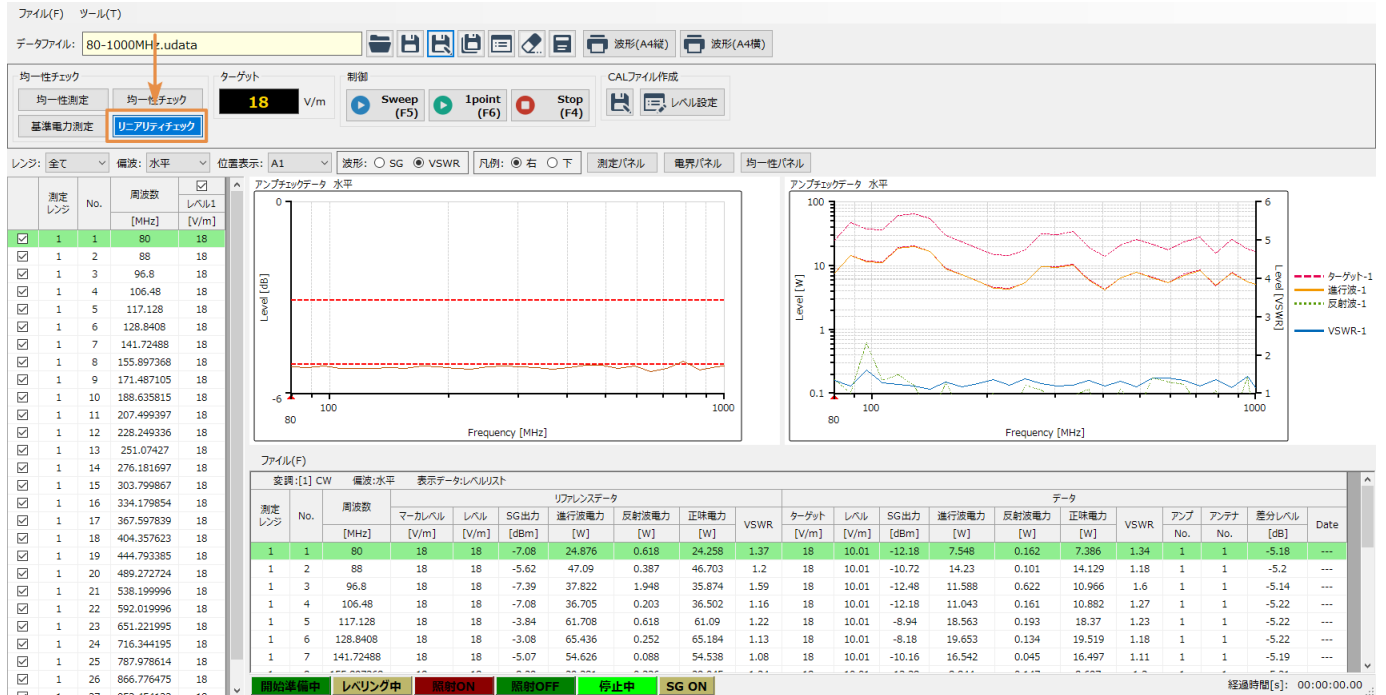 ファイル(F) ツール(T)
データファイル: 80-1000MHz.udata 波形(A4縦) 波形(A4横)
均一性チェック ターゲット 制御 CALファイル作成
均一性測定 均一性チェック 18 V/m Sweep (F5) 1point (F6) Stop (F4) レベル設定
基準電力測定 リニアリティチェック
レンジ: 全て 偏波: 水平 位置表示: A1 波形: SG VSWR 凡例: 右 下 測定パネル 電界パネル 均一性パネル
測定レンジ No. 周波数 [MHz] レベル1 [V/m]
1 1 80 18
1 2 88 18
1 3 96.8 18
1 4 106.48 18
1 5 117.128 18
1 6 128.8408 18
1 7 141.72488 18
1 8 155.897368 18
1 9 171.487105 18
1 10 188.635815 18
1 11 207.499397 18
1 12 228.249336 18
1 13 251.07427 18
1 14 276.181697 18
1 15 303.799867 18
1 16 334.179854 18
1 17 367.597839 18
1 18 404.357623 18
1 19 444.793385 18
1 20 489.272724 18
1 21 538.199996 18
1 22 592.019996 18
1 23 651.221995 18
1 24 716.344195 18
1 25 787.978614 18
1 26 866.776475 18
アンプチェックデータ 水平
0
Level [dB]
-6
80 100 1000
Frequency [MHz]
アンプチェックデータ 水平
100
10
1
0.1
Level [W]
6
5
4
3
2
1
Level [VSWR]
80 100 1000
Frequency [MHz]
ターゲット-1
進行波-1
反射波-1
VSWR-1
ファイル(F)
変調:[1] CW 偏波:水平 表示データ:レベルリスト
リファレンスデータ データ
測定レンジ No. 周波数 マーカレベル レベル SG出力 進行波電力 反射波電力 正味電力 VSWR ターゲット レベル SG出力 進行波電力 反射波電力 正味電力 VSWR アンプ アンテナ 差分レベル Date
[MHz] [V/m] [V/m] [dBm] [W] [W] [W] [V/m] [V/m] [dBm] [W] [W] [W] No. No. [dB]
1 1 80 18 18 -7.08 24.876 0.618 24.258 1.37 18 10.01 -12.18 7.548 0.162 7.386 1.34 1 1 -5.18 ---
1 2 88 18 18 -5.62 47.09 0.387 46.703 1.2 18 10.01 -10.72 14.23 0.101 14.129 1.18 1 1 -5.2 ---
1 3 96.8 18 18 -7.39 37.822 1.948 35.874 1.59 18 10.01 -12.48 11.588 0.622 10.966 1.6 1 1 -5.14 ---
1 4 106.48 18 18 -7.08 36.705 0.203 36.502 1.16 18 10.01 -12.18 11.043 0.161 10.882 1.27 1 1 -5.22 ---
1 5 117.128 18 18 -3.84 61.708 0.618 61.09 1.22 18 10.01 -8.94 18.563 0.193 18.37 1.23 1 1 -5.22 ---
1 6 128.8408 18 18 -3.08 65.436 0.252 65.184 1.13 18 10.01 -8.18 19.653 0.134 19.519 1.18 1 1 -5.22 ---
1 7 141.72488 18 18 -5.07 54.626 0.088 54.538 1.08 18 10.01 -10.16 16.542 0.045 16.497 1.11 1 1 -5.19 ---
開始準備中 レベリング中 照射ON 照射OFF 停止中 SG ON 経過時間[s]: 00:00:00.00